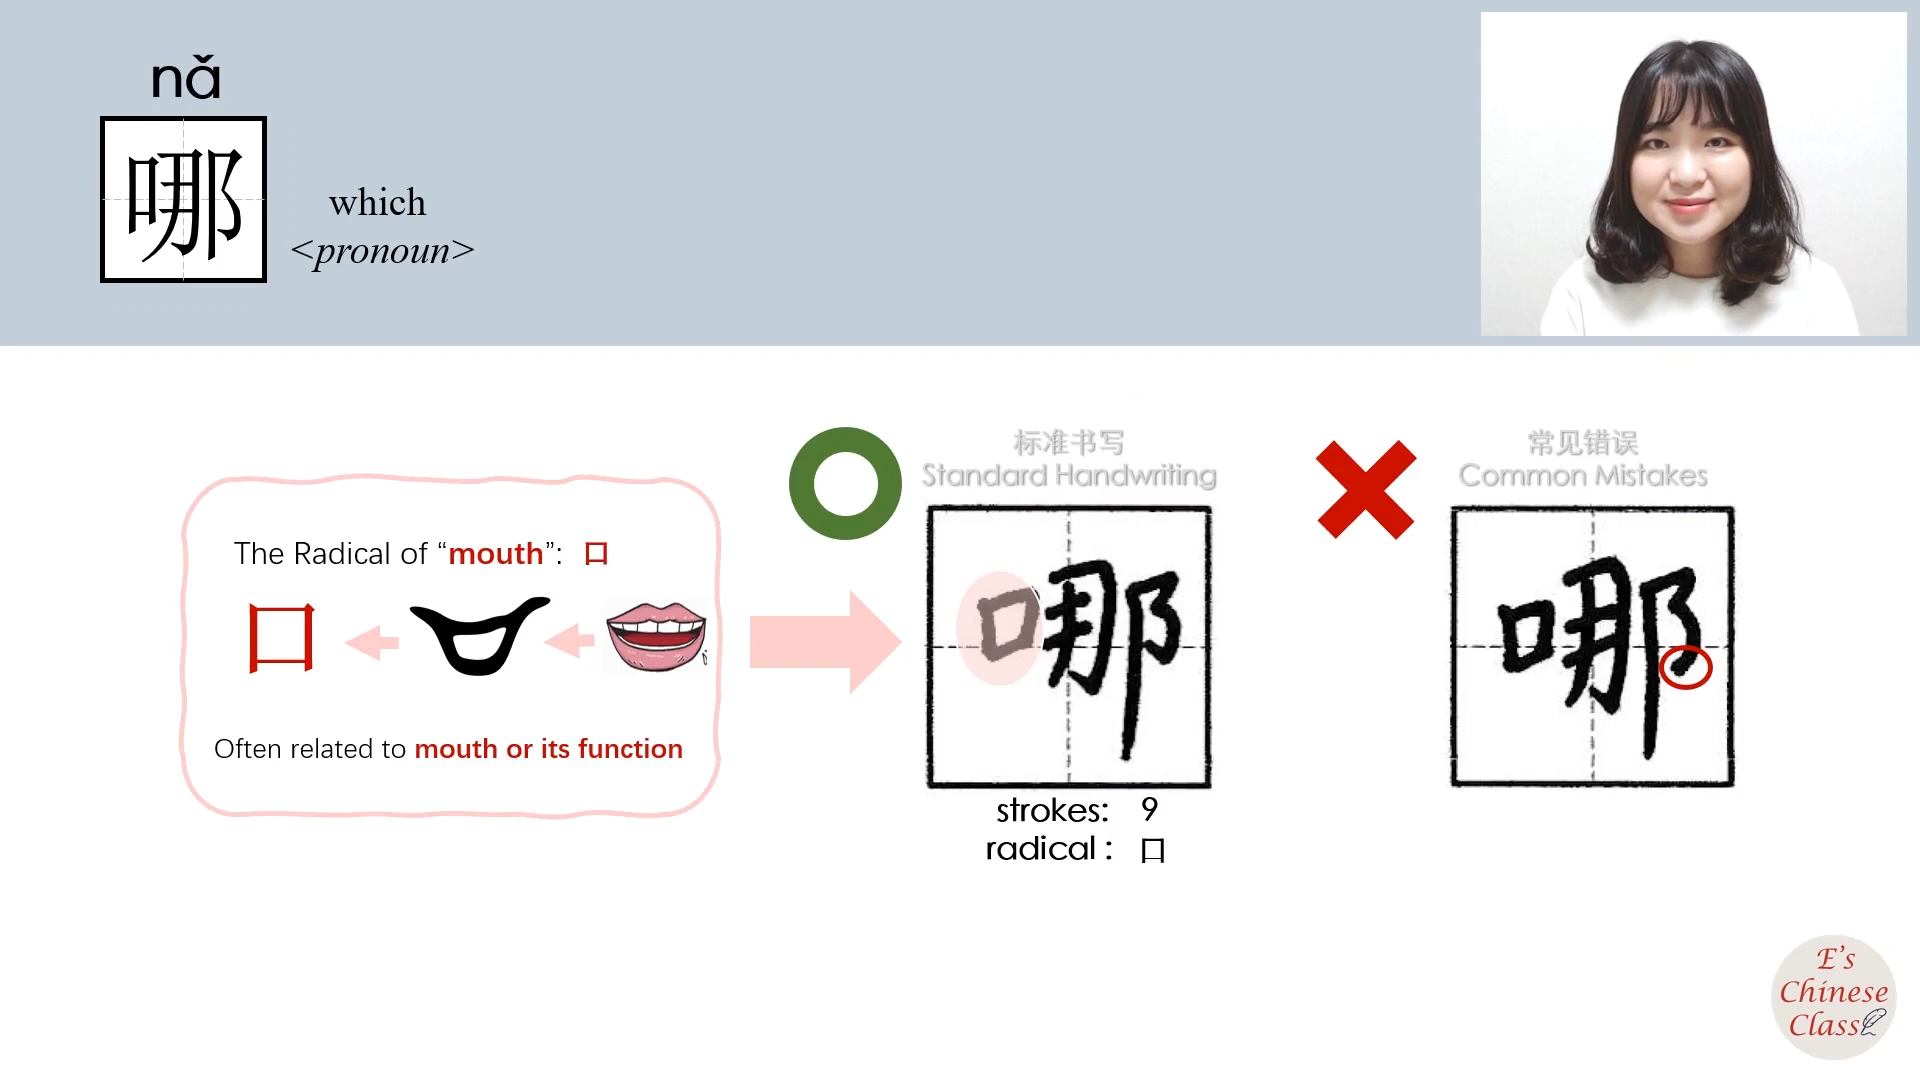 nǎ
哪
which
<pronoun>
标准书写
Standard Handwriting
常见错误
Common Mistakes
The Radical of “mouth”: 口
口
Often related to mouth or its function
哪
哪
strokes: 9
radical : 口
E’s
Chinese
Class